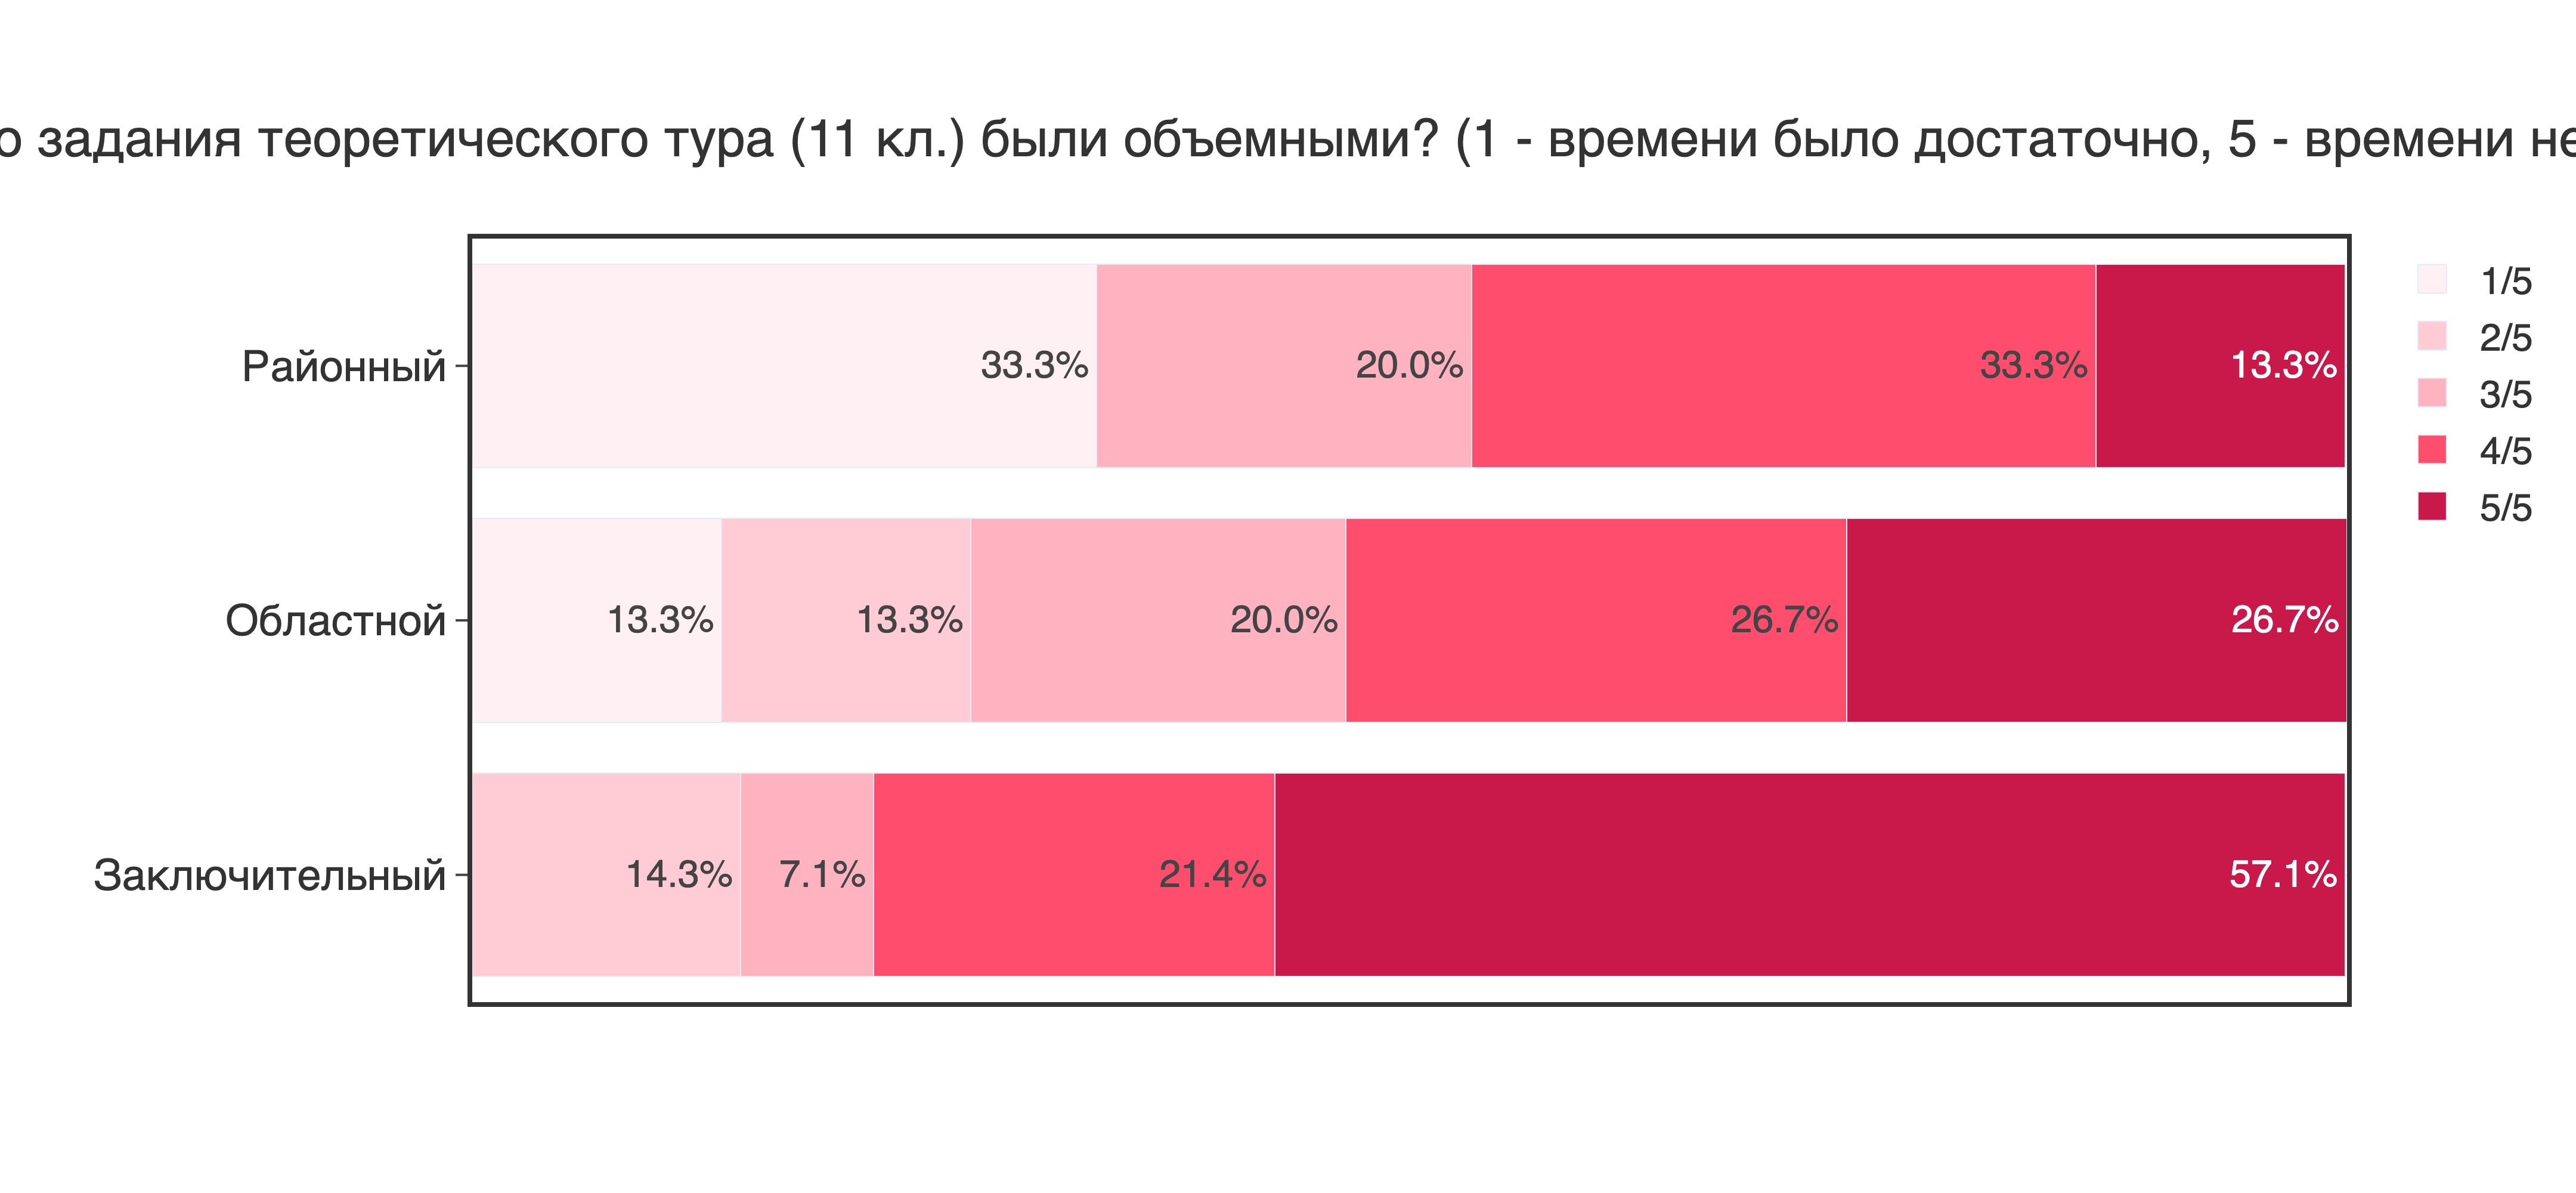 о задания теоретического тура (11 кл.) были объемными? (1 - времени было достаточно, 5 - времени не
Районный 33.3% 20.0% 33.3% 13.3%
Областной 13.3% 13.3% 20.0% 26.7% 26.7%
Заключительный 14.3% 7.1% 21.4% 57.1%
1/5
2/5
3/5
4/5
5/5